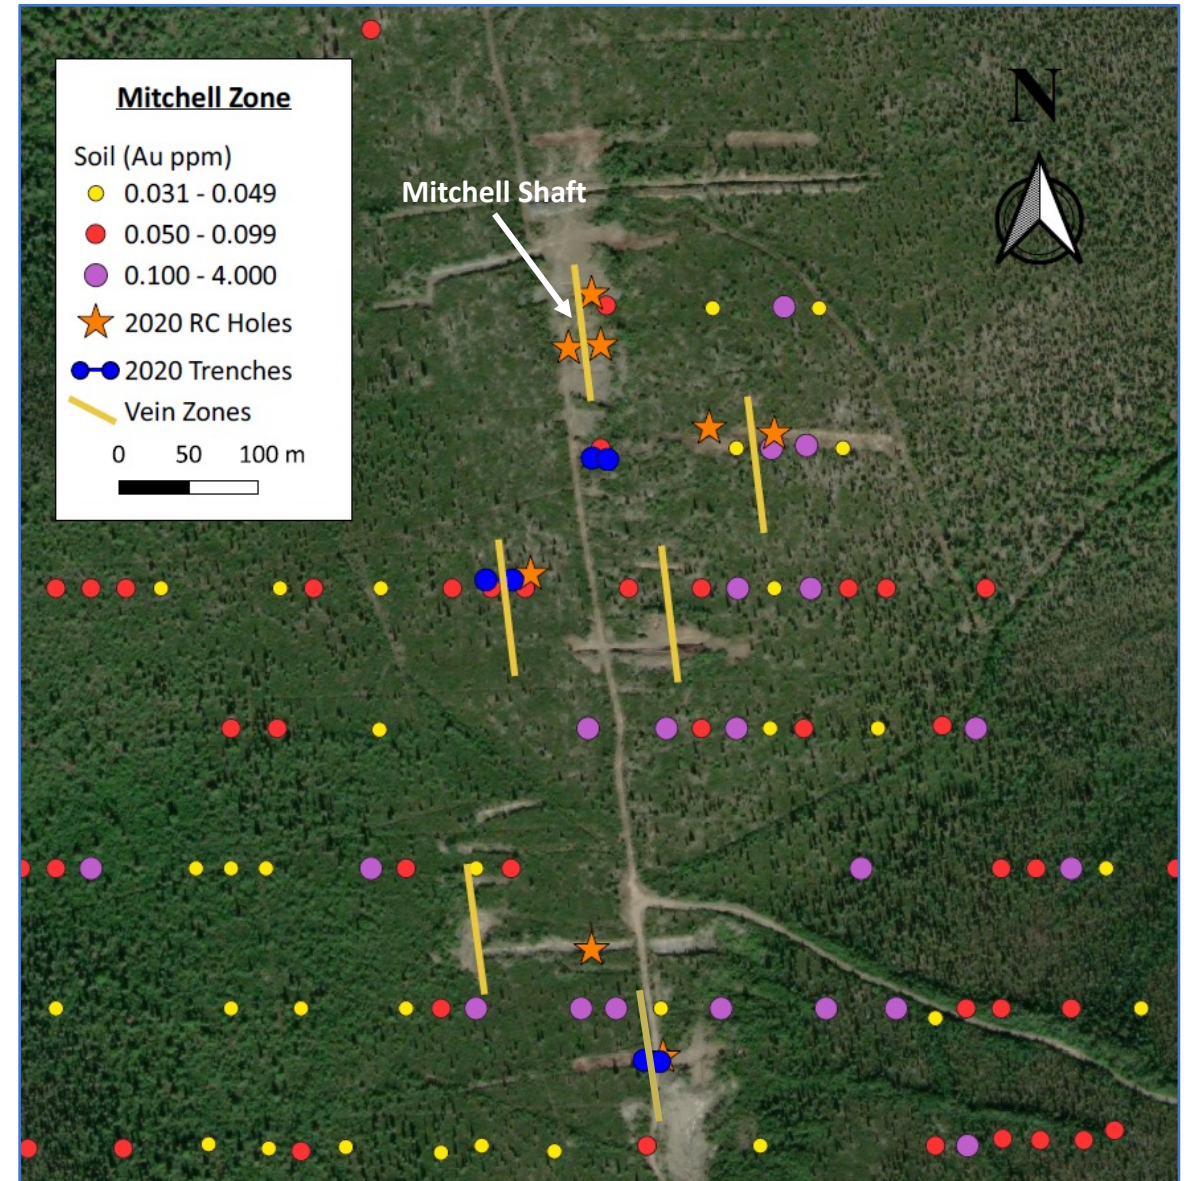 N
Mitchell Zone
Soil (Au ppm)
0.031 - 0.049
0.050 - 0.099
0.100 - 4.000
2020 RC Holes
2020 Trenches
Vein Zones
0 50 100 m
Mitchell Shaft